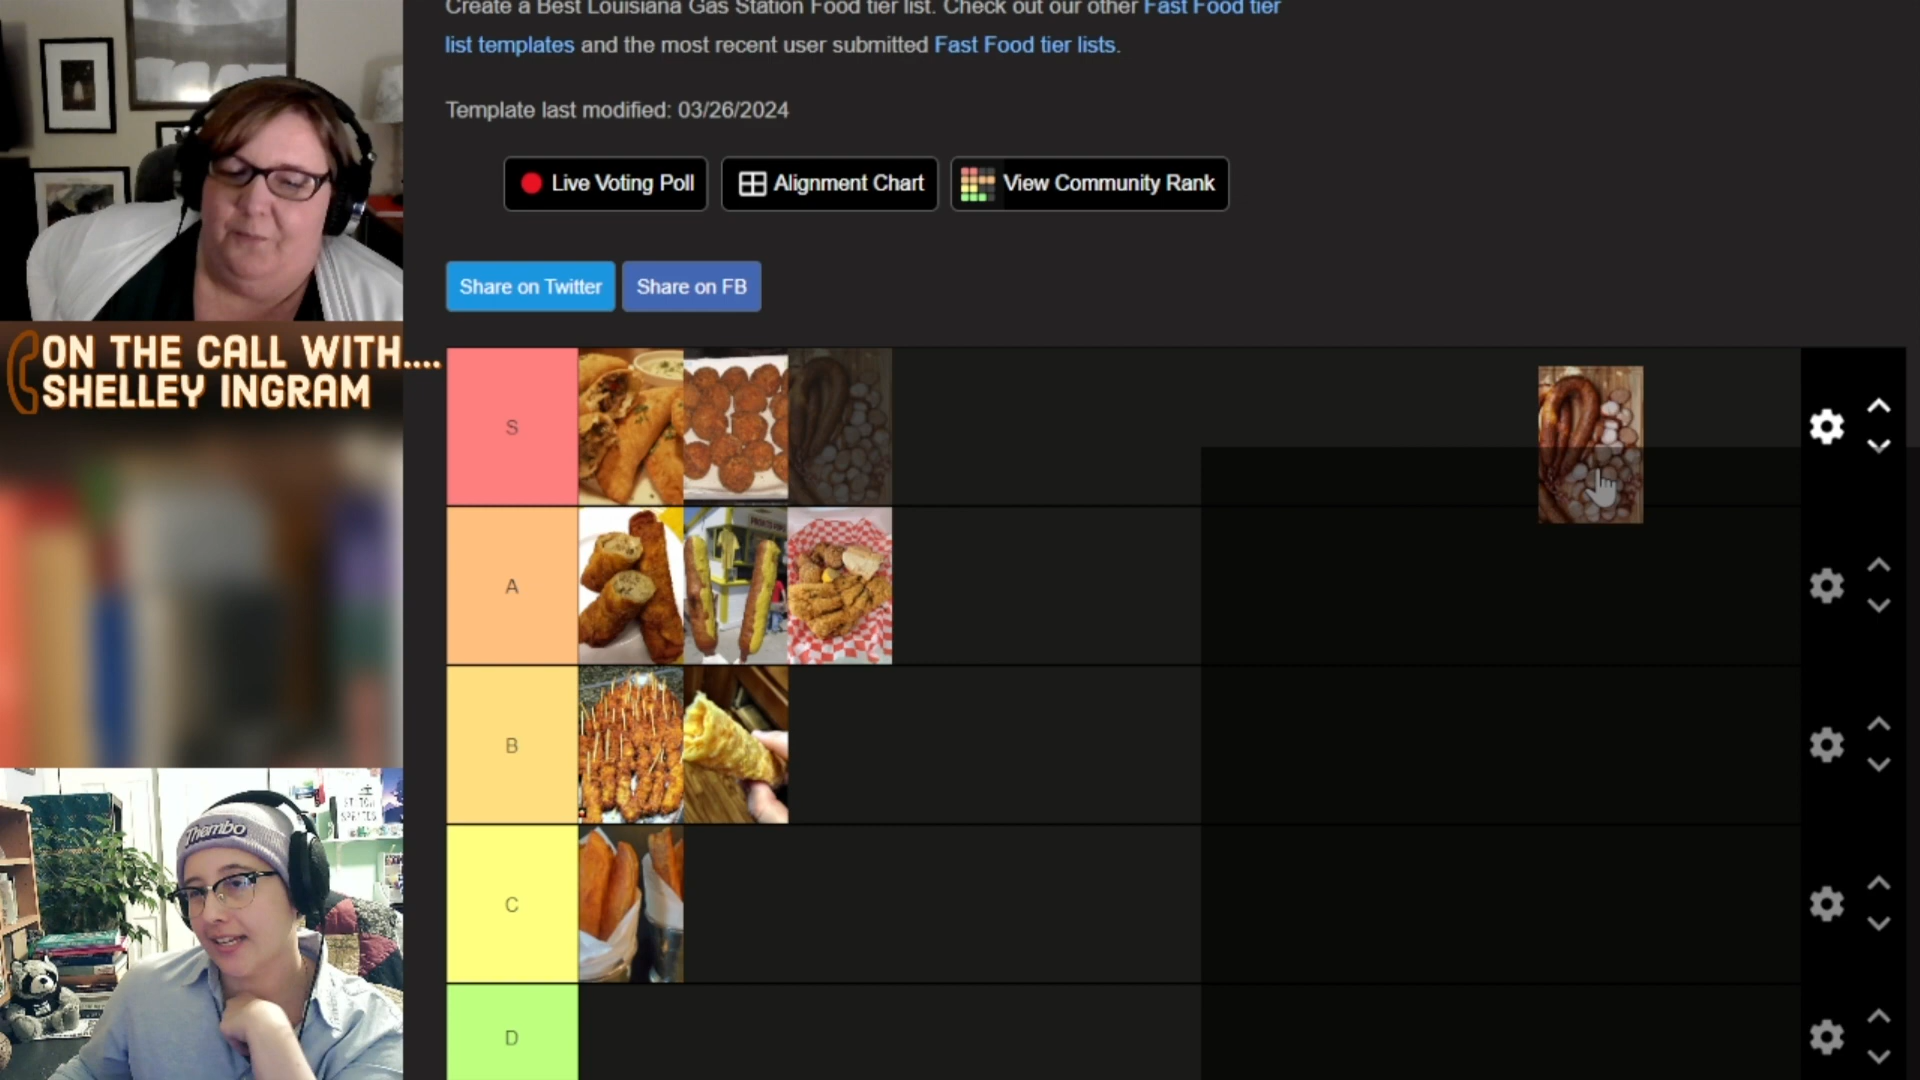 Create a Best Louisiana Gas Station Food tier list. Check out our other Fast Food tier
list templates and the most recent user submitted Fast Food tier lists.
Template last modified: 03/26/2024
Live Voting Poll
Alignment Chart
View Community Rank
Share on Twitter
Share on FB
ON THE CALL WITH....
SHELLEY INGRAM
S
A
B
C
D
Thembo